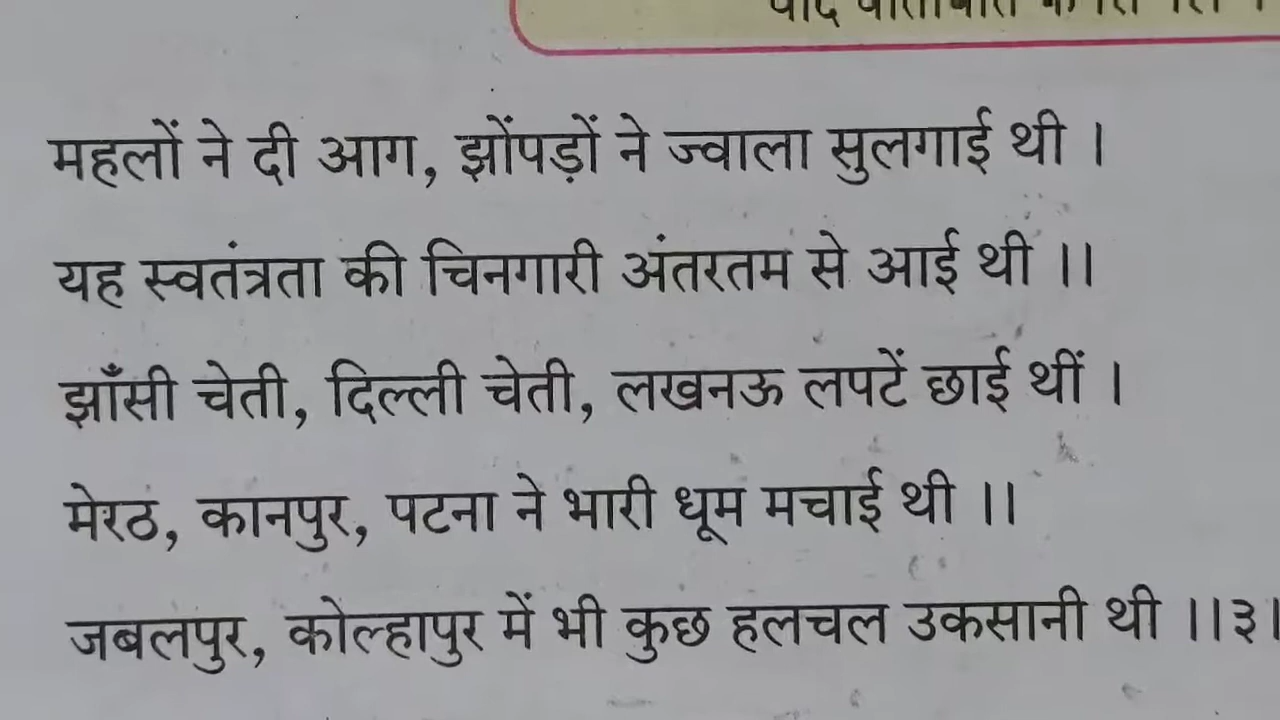 महलों ने दी आग, झोंपड़ों ने ज्वाला सुलगाई थी ।
यह स्वतंत्रता की चिनगारी अंतरतम से आई थी ।।
झाँसी चेती, दिल्ली चेती, लखनऊ लपटें छाई थीं ।
मेरठ, कानपुर, पटना ने भारी धूम मचाई थी ।।
जबलपुर, कोल्हापुर में भी कुछ हलचल उकसानी थी ।।३।